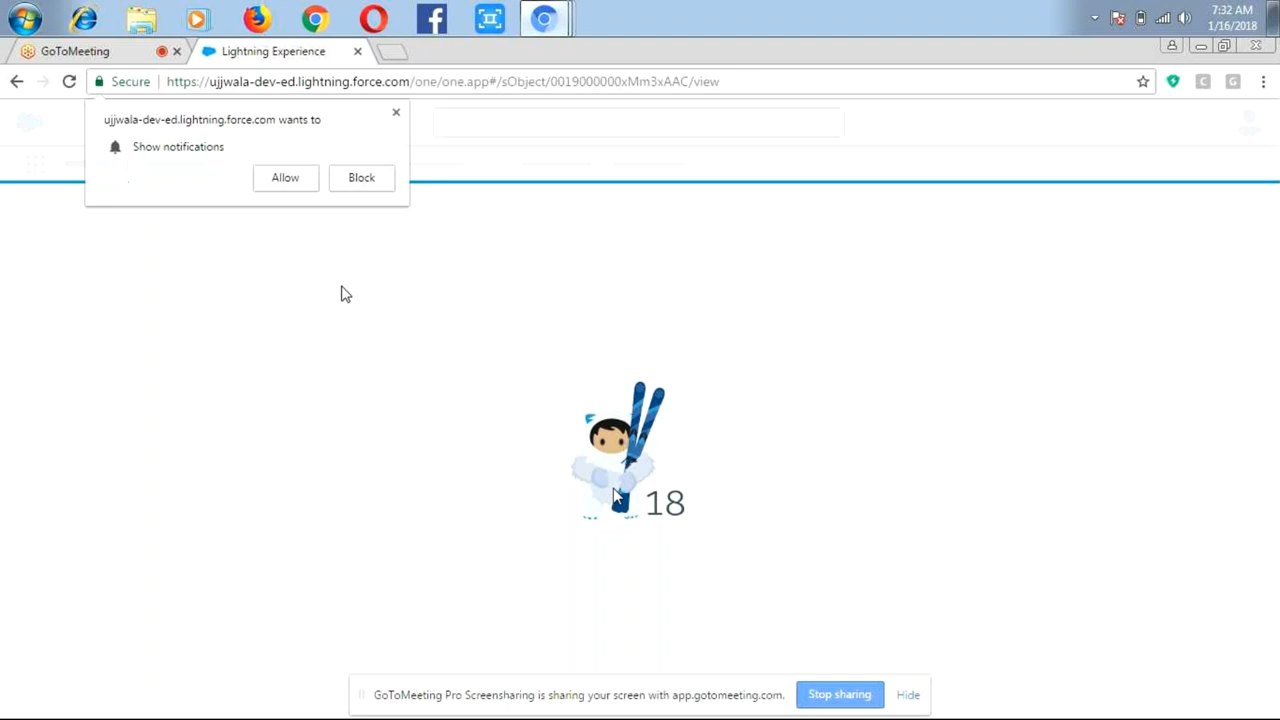 7:32 AM
1/16/2018
GoToMeeting
Lightning Experience
Secure
https://ujjwala-dev-ed.lightning.force.com/one/one.app#/sObject/0019000000xMm3xAAC/view
ujjwala-dev-ed.lightning.force.com wants to
Show notifications
Allow
Block
18
GoToMeeting Pro Screensharing is sharing your screen with app.gotomeeting.com.
Stop sharing
Hide